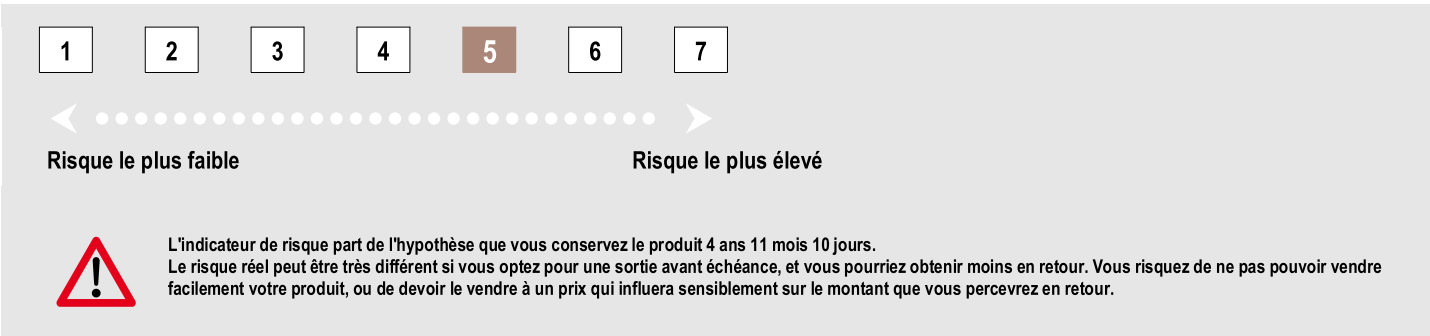 1 2 3 4 5 6 7
Risque le plus faible Risque le plus élevé
L'indicateur de risque part de l'hypothèse que vous conservez le produit 4 ans 11 mois 10 jours.
Le risque réel peut être très différent si vous optez pour une sortie avant échéance, et vous pourriez obtenir moins en retour. Vous risquez de ne pas pouvoir vendre
facilement votre produit, ou de devoir le vendre à un prix qui influera sensiblement sur le montant que vous percevrez en retour.